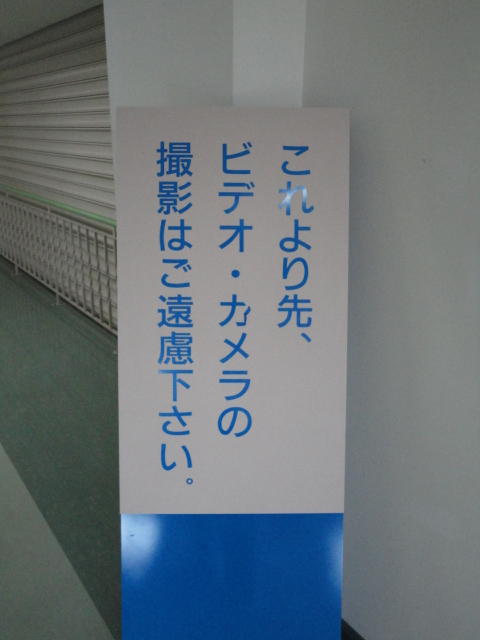 これより先、
ビデオ・カメラの
撮影はご遠慮下さい。